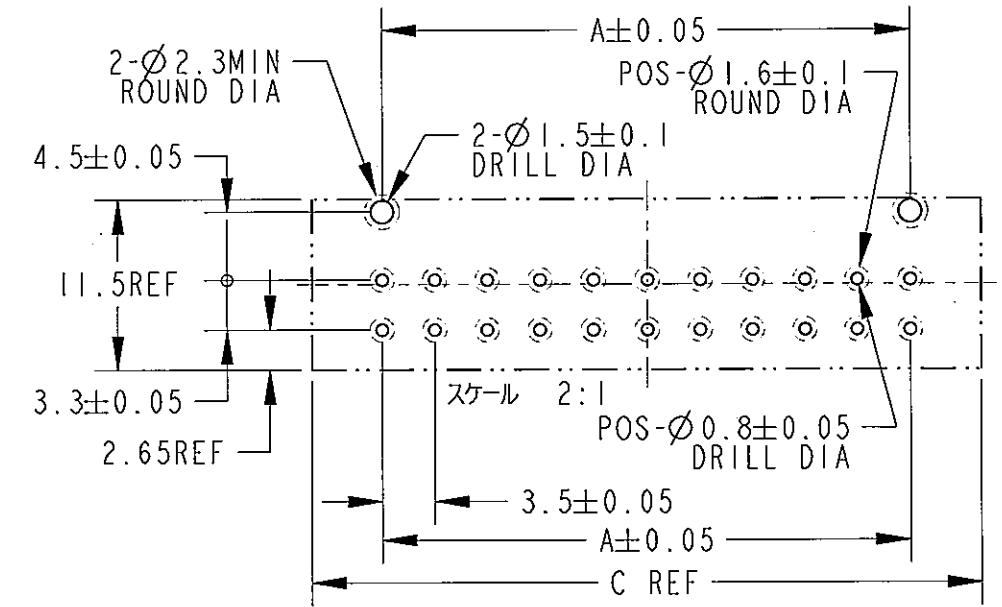 A±0.05
2-Ø2.3MIN
ROUND DIA
POS-Ø1.6±0.1
ROUND DIA
2-Ø1.5±0.1
DRILL DIA
4.5±0.05
11.5REF
3.3±0.05
スケール 2:1
2.65REF
POS-Ø0.8±0.05
DRILL DIA
3.5±0.05
A±0.05
C REF